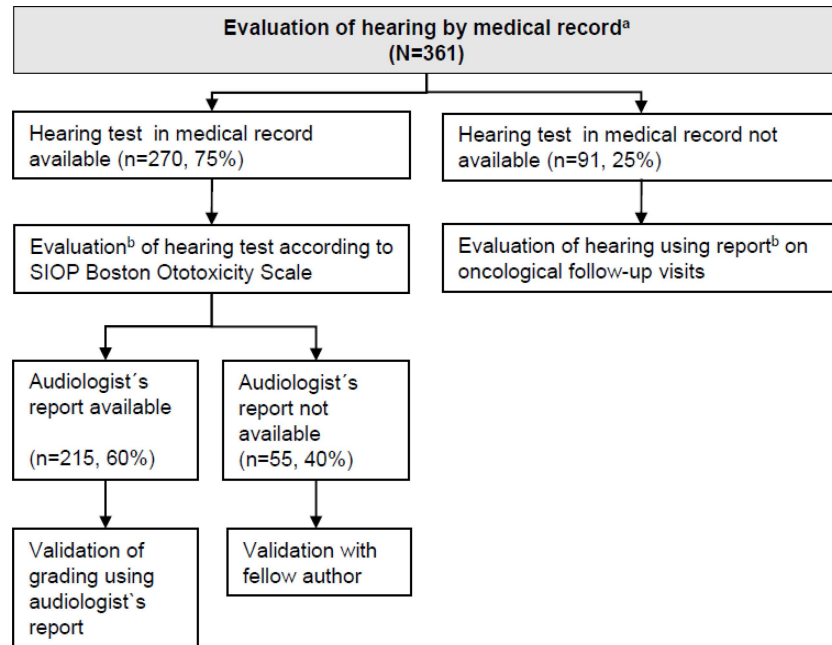 Evaluation of hearing by medical recordᵃ
(N=361)
Hearing test in medical record
available (n=270, 75%)
Hearing test in medical record not
available (n=91, 25%)
Evaluationᵇ of hearing test according to
SIOP Boston Ototoxicity Scale
Evaluation of hearing using reportᵇ on
oncological follow-up visits
Audiologist´s
report available
(n=215, 60%)
Audiologist´s
report not
available
(n=55, 40%)
Validation of
grading using
audiologist`s
report
Validation with
fellow author